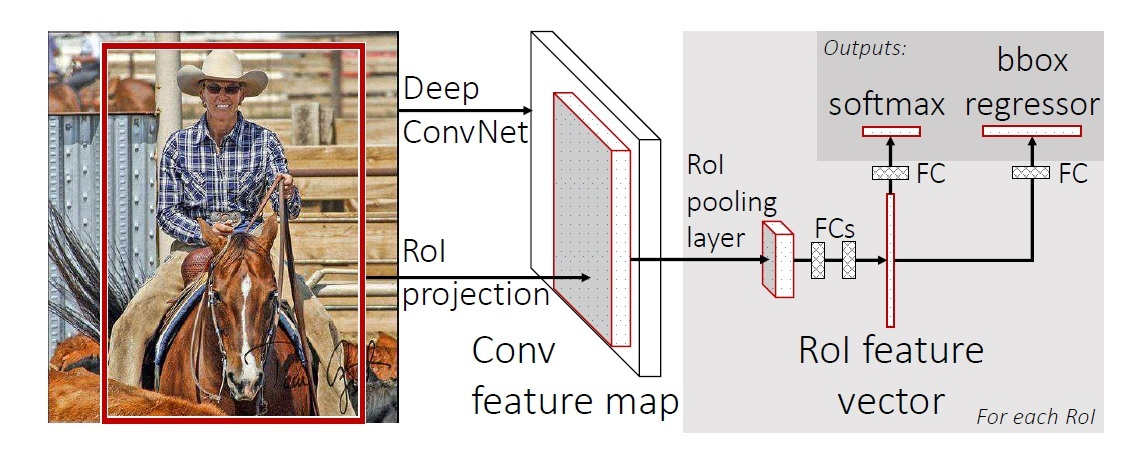 Deep
ConvNet
RoI
projection
Conv
feature map
RoI
pooling
layer
FCs
RoI feature
vector
FC
FC
Outputs:
softmax
bbox
regressor
For each RoI